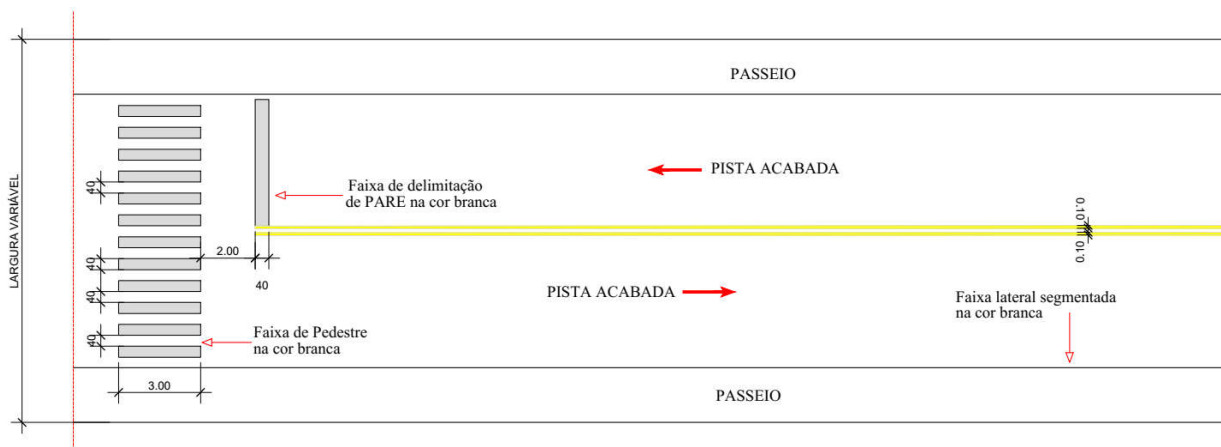 PASSEIO
PISTA ACABADA
Faixa de delimitação
de PARE na cor branca
LARGURA VARIÁVEL
40
0.10
0.10
2.00
40
40
40
40
PISTA ACABADA
40
Faixa lateral segmentada
na cor branca
Faixa de Pedestre
na cor branca
3.00
PASSEIO